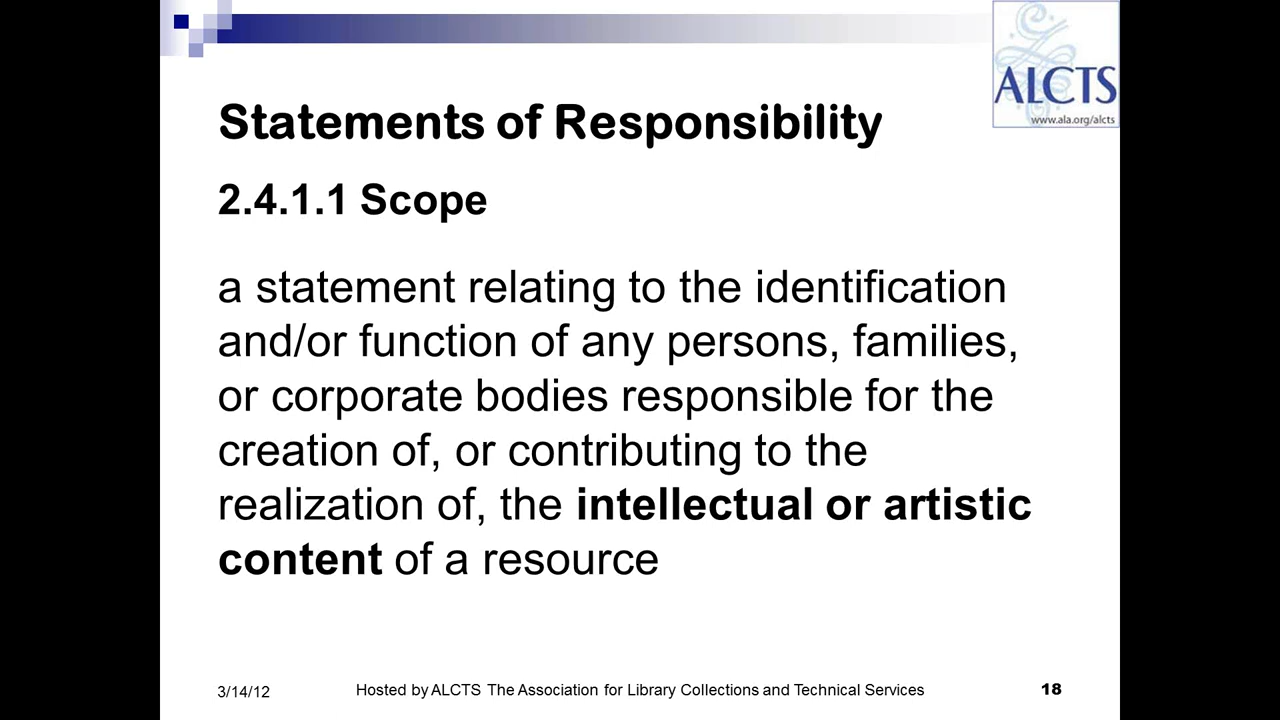 ALCTS
www.ala.org/alcts
Statements of Responsibility
2.4.1.1 Scope
a statement relating to the identification
and/or function of any persons, families,
or corporate bodies responsible for the
creation of, or contributing to the
realization of, the intellectual or artistic
content of a resource
3/14/12
Hosted by ALCTS The Association for Library Collections and Technical Services
18